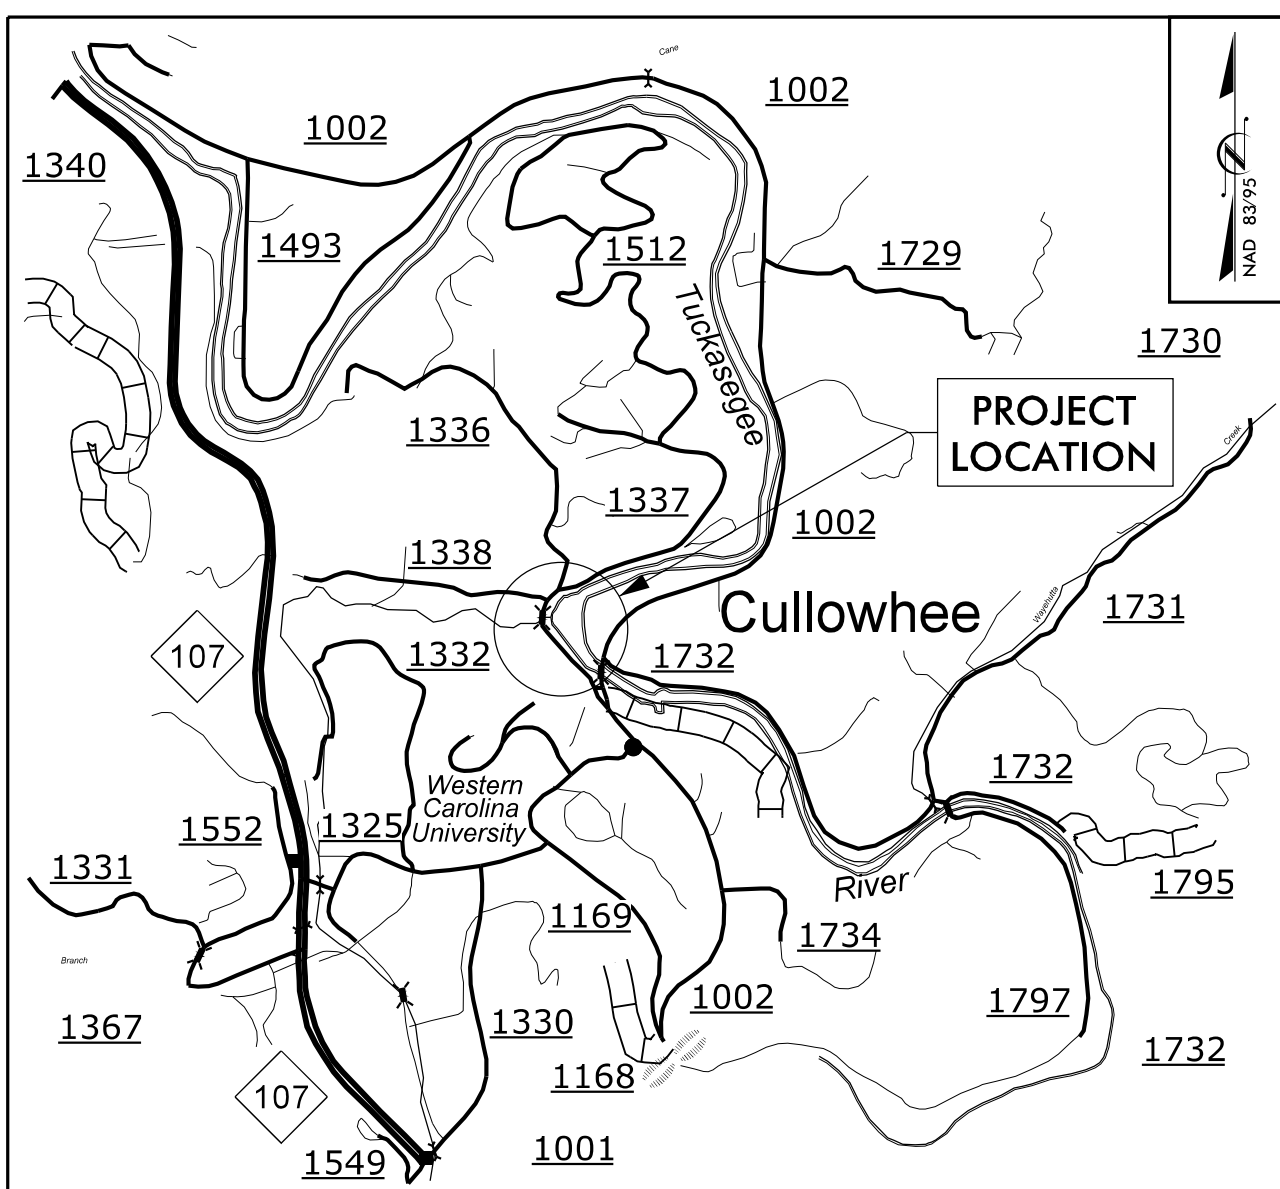 Cane
1002
1002
1340
1493
1512
1729
NAD 83/95
1730
Tuckasegee
PROJECT
LOCATION
1336
Creek
1337
1002
1338
Cullowhee
Wayehutta
1731
107
1332
1732
1732
Western
Carolina
University
1552
1325
1331
River
1795
1169
1734
Branch
1002
1797
1367
1330
1732
1168
107
1001
1549